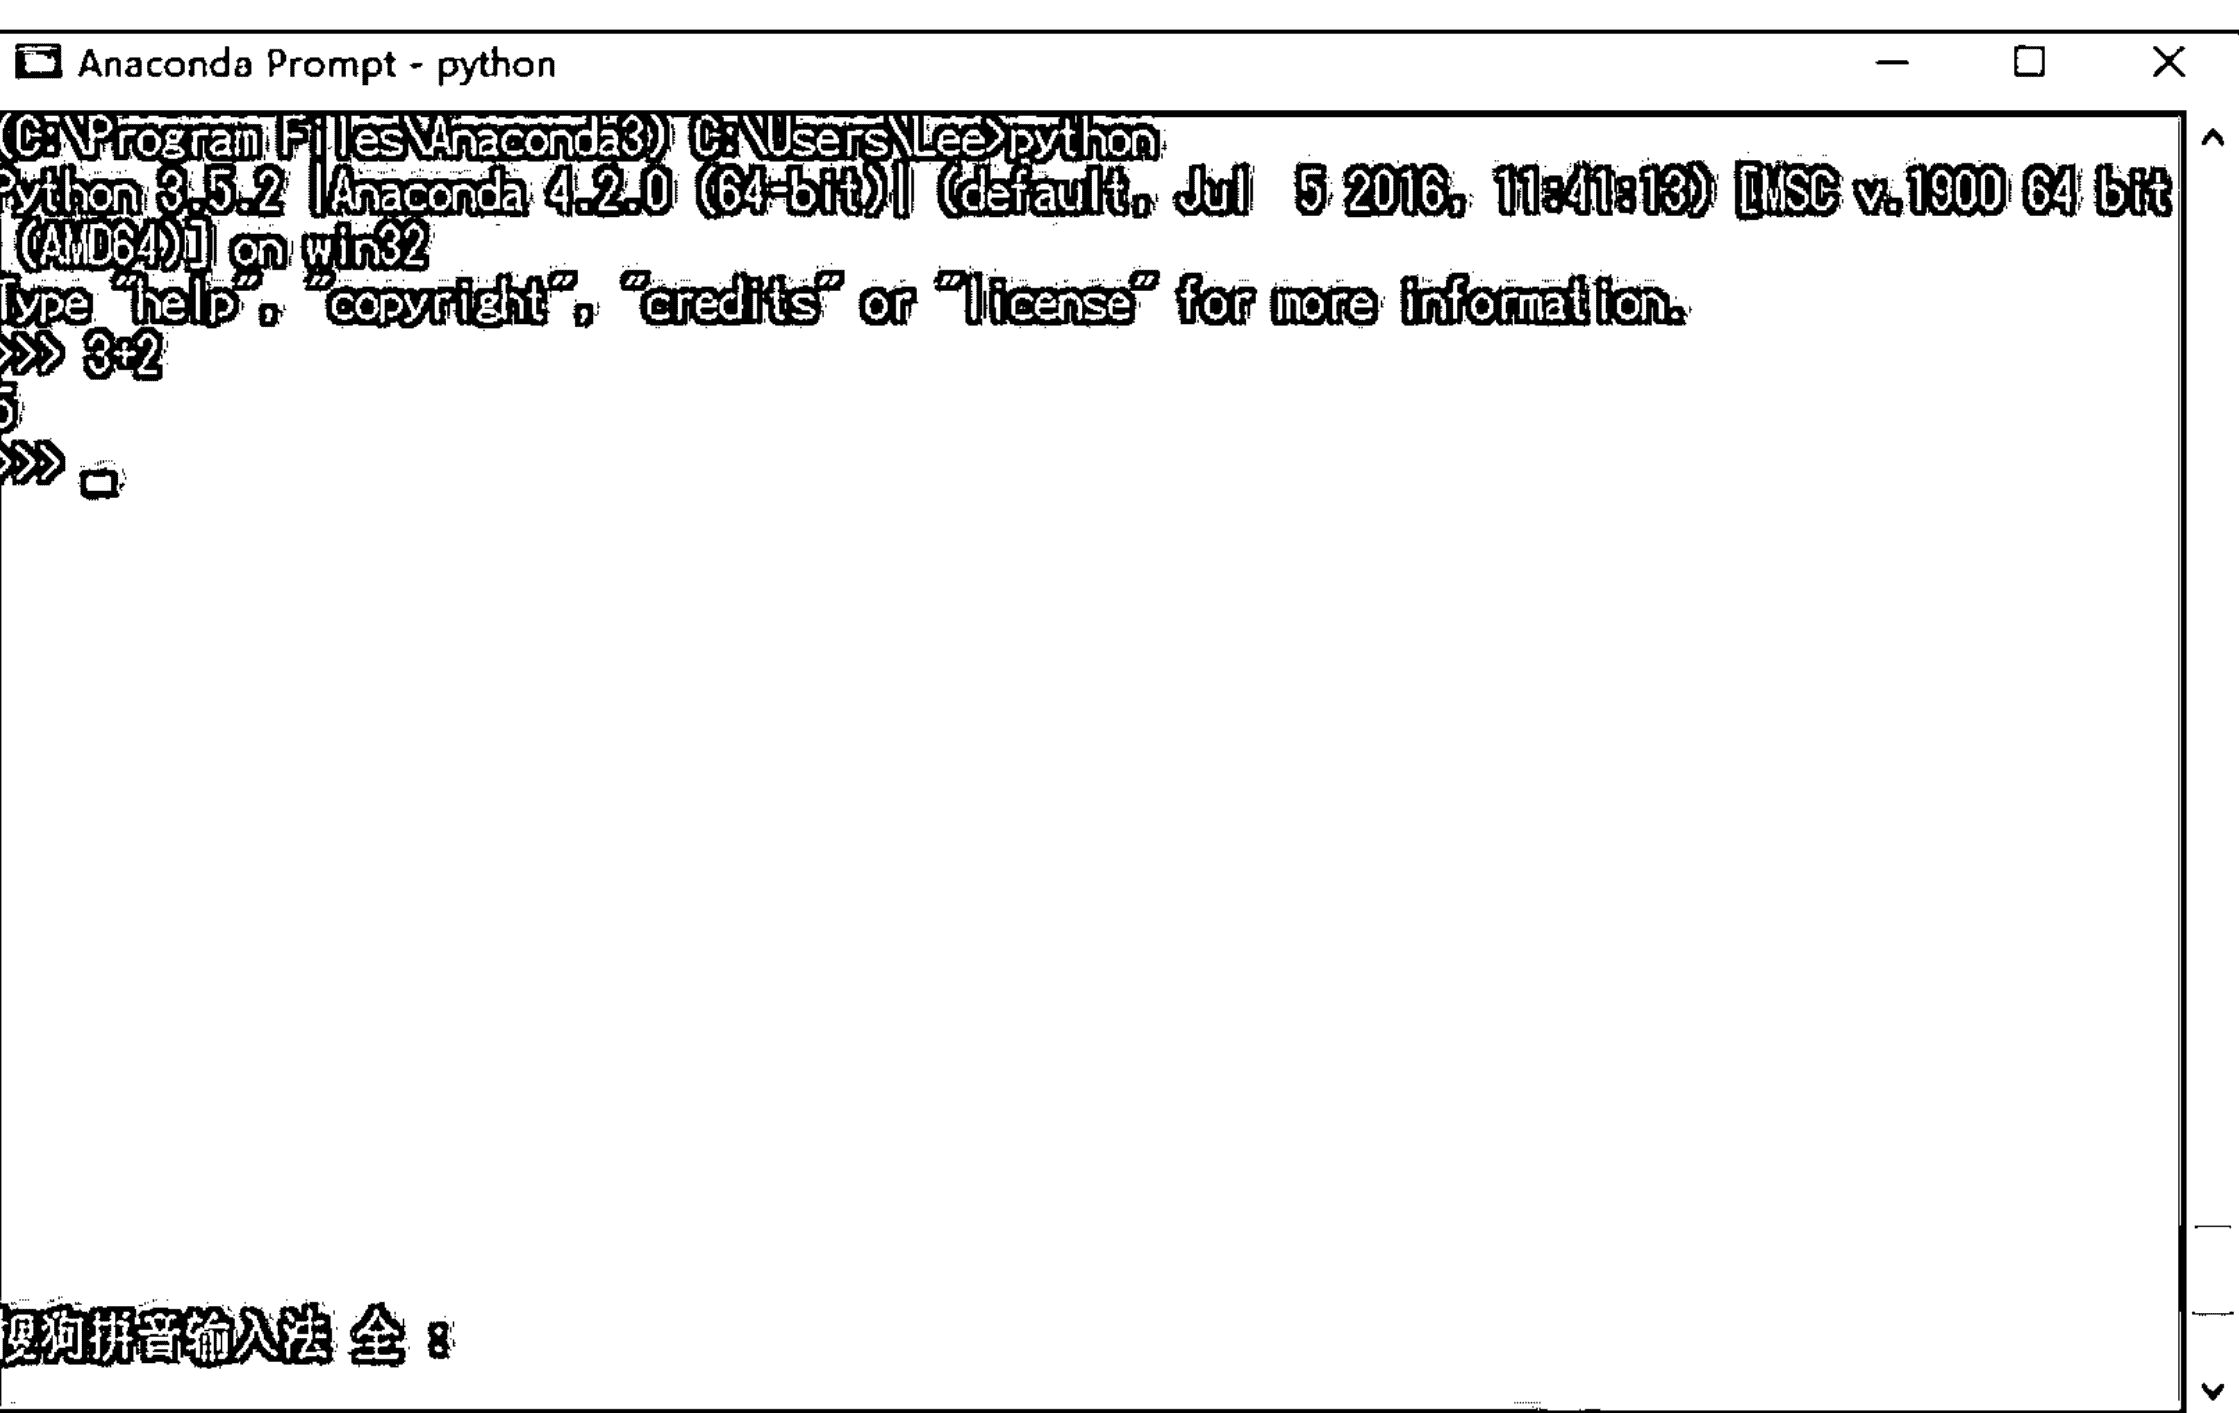 Anaconda Prompt - python
(C:\Program Files\Anaconda3) C:\Users\Lee>python
Python 3.5.2 |Anaconda 4.2.0 (64-bit)| (default, Jul  5 2016, 11:41:13) [MSC v.1900 64 bit
(AMD64)] on win32
Type "help", "copyright", "credits" or "license" for more information.
>>> 3+2
5
>>>
搜狗拼音输入法 全 :